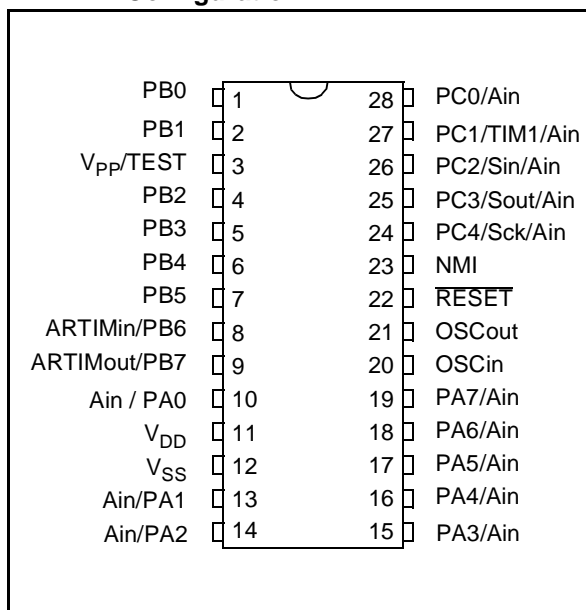 PB0 1 28 PC0/Ain
PB1 2 27 PC1/TIM1/Ain
VPP/TEST 3 26 PC2/Sin/Ain
PB2 4 25 PC3/Sout/Ain
PB3 5 24 PC4/Sck/Ain
PB4 6 23 NMI
PB5 7 22 RESET
ARTIMin/PB6 8 21 OSCout
ARTIMout/PB7 9 20 OSCin
Ain / PA0 10 19 PA7/Ain
VDD 11 18 PA6/Ain
VSS 12 17 PA5/Ain
Ain/PA1 13 16 PA4/Ain
Ain/PA2 14 15 PA3/Ain